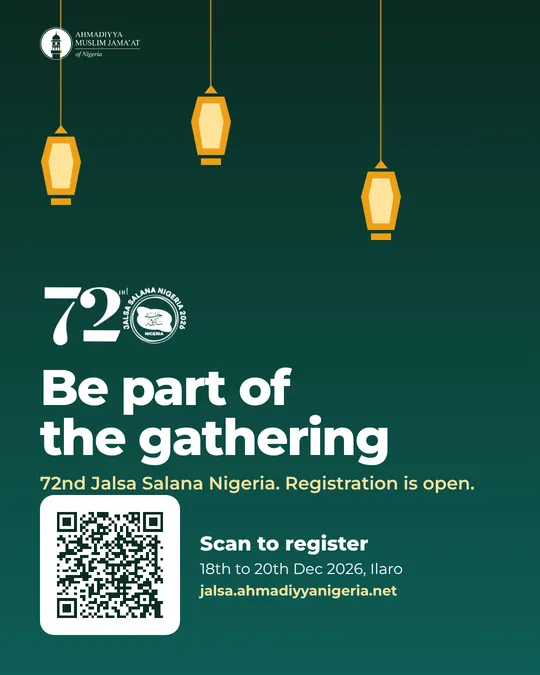 AHMADIYYA
MUSLIM JAMA'AT
of Nigeria
72nd
JALSA SALANA NIGERIA 2026
NIGERIA
Be part of
the gathering
72nd Jalsa Salana Nigeria. Registration is open.
Scan to register
18th to 20th Dec 2026, Ilaro
jalsa.ahmadiyyanigeria.net